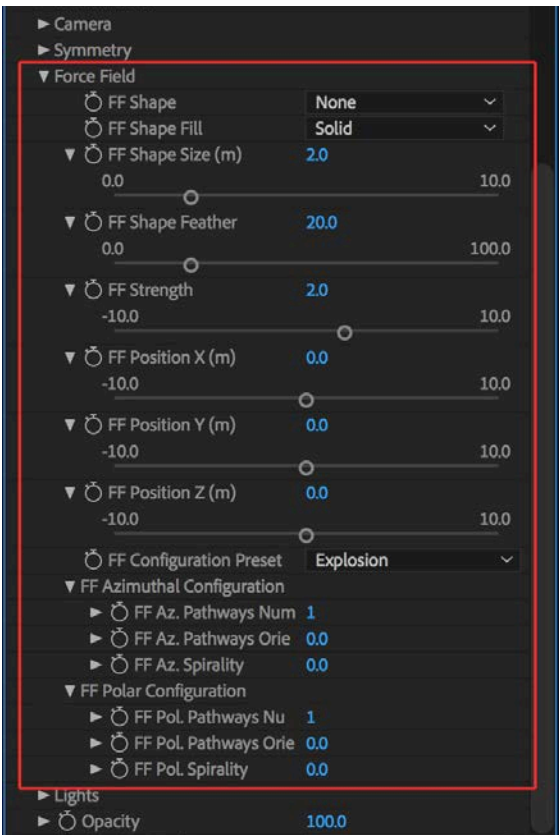 Camera
Symmetry
Force Field
FF Shape None
FF Shape Fill Solid
FF Shape Size (m) 2.0
0.0 10.0
FF Shape Feather 20.0
0.0 100.0
FF Strength 2.0
-10.0 10.0
FF Position X (m) 0.0
-10.0 10.0
FF Position Y (m) 0.0
-10.0 10.0
FF Position Z (m) 0.0
-10.0 10.0
FF Configuration Preset Explosion
FF Azimuthal Configuration
FF Az. Pathways Num 1
FF Az. Pathways Orie 0.0
FF Az. Spirality 0.0
FF Polar Configuration
FF Pol. Pathways Nu 1
FF Pol. Pathways Orie 0.0
FF Pol. Spirality 0.0
Lights
Opacity 100.0